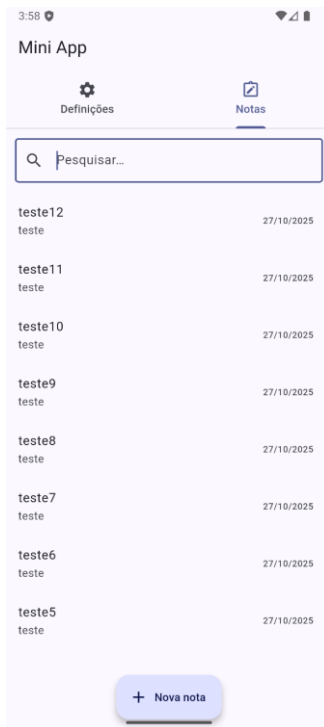 3:58
Mini App
Definições
Notas
Pesquisar...
teste12
27/10/2025
teste
teste11
27/10/2025
teste
teste10
27/10/2025
teste
teste9
27/10/2025
teste
teste8
27/10/2025
teste
teste7
27/10/2025
teste
teste6
27/10/2025
teste
teste5
27/10/2025
teste
+ Nova nota